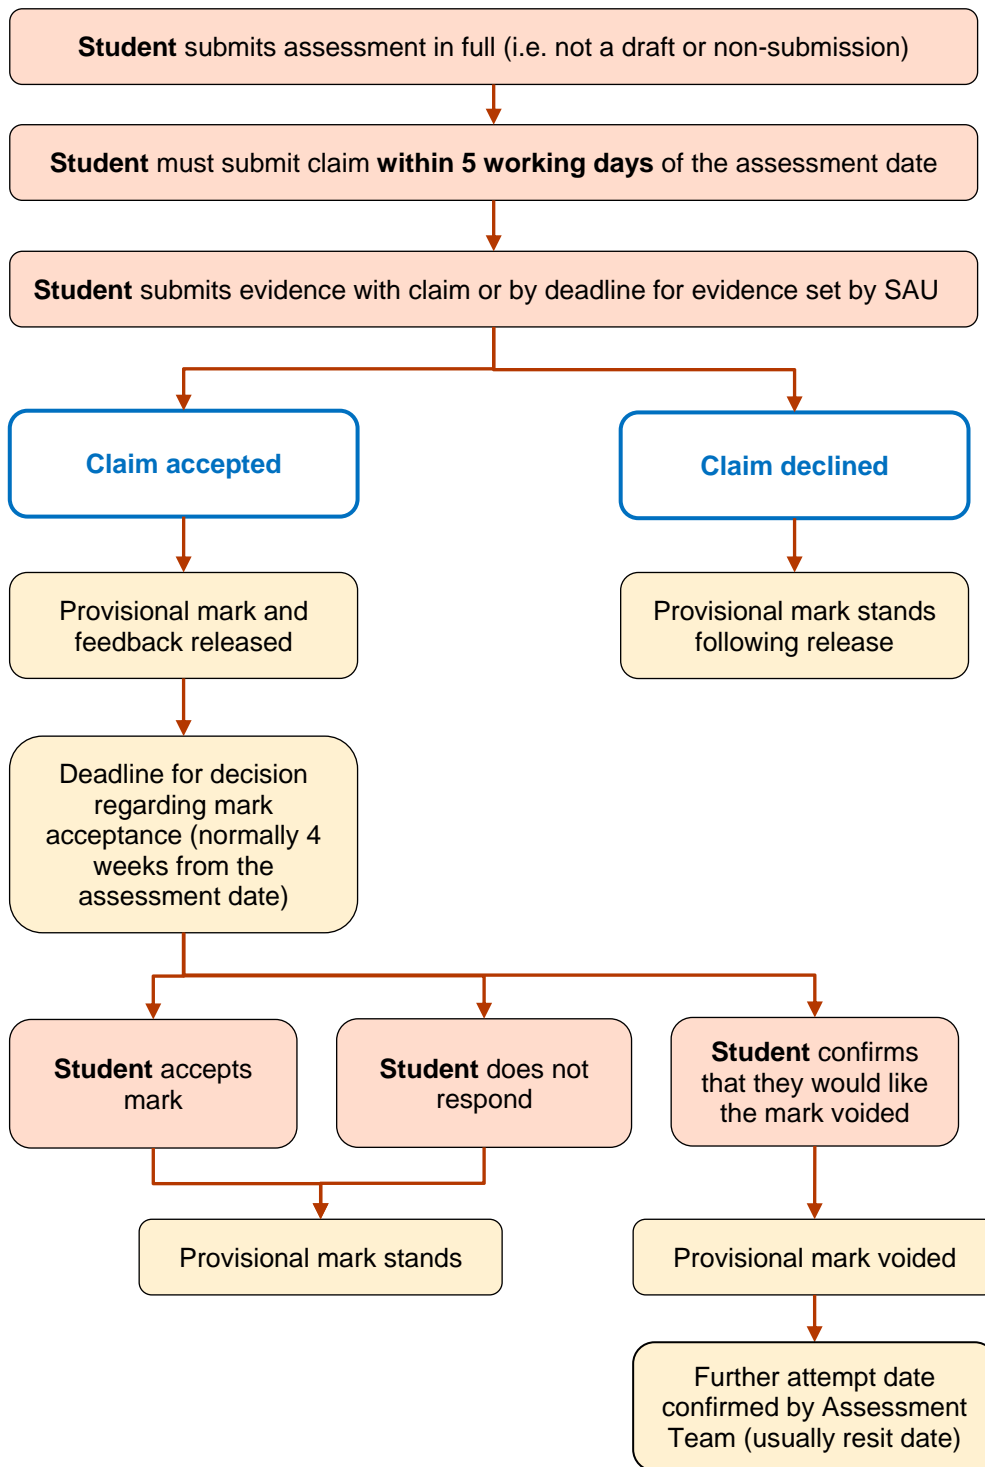 Student submits assessment in full (i.e. not a draft or non-submission)
Student must submit claim within 5 working days of the assessment date
Student submits evidence with claim or by deadline for evidence set by SAU
Claim accepted
Claim declined
Provisional mark and
feedback released
Provisional mark stands
following release
Deadline for decision
regarding mark
acceptance (normally 4
weeks from the
assessment date)
Student accepts
mark
Student does not
respond
Student confirms
that they would like
the mark voided
Provisional mark stands
Provisional mark voided
Further attempt date
confirmed by Assessment
Team (usually resit date)